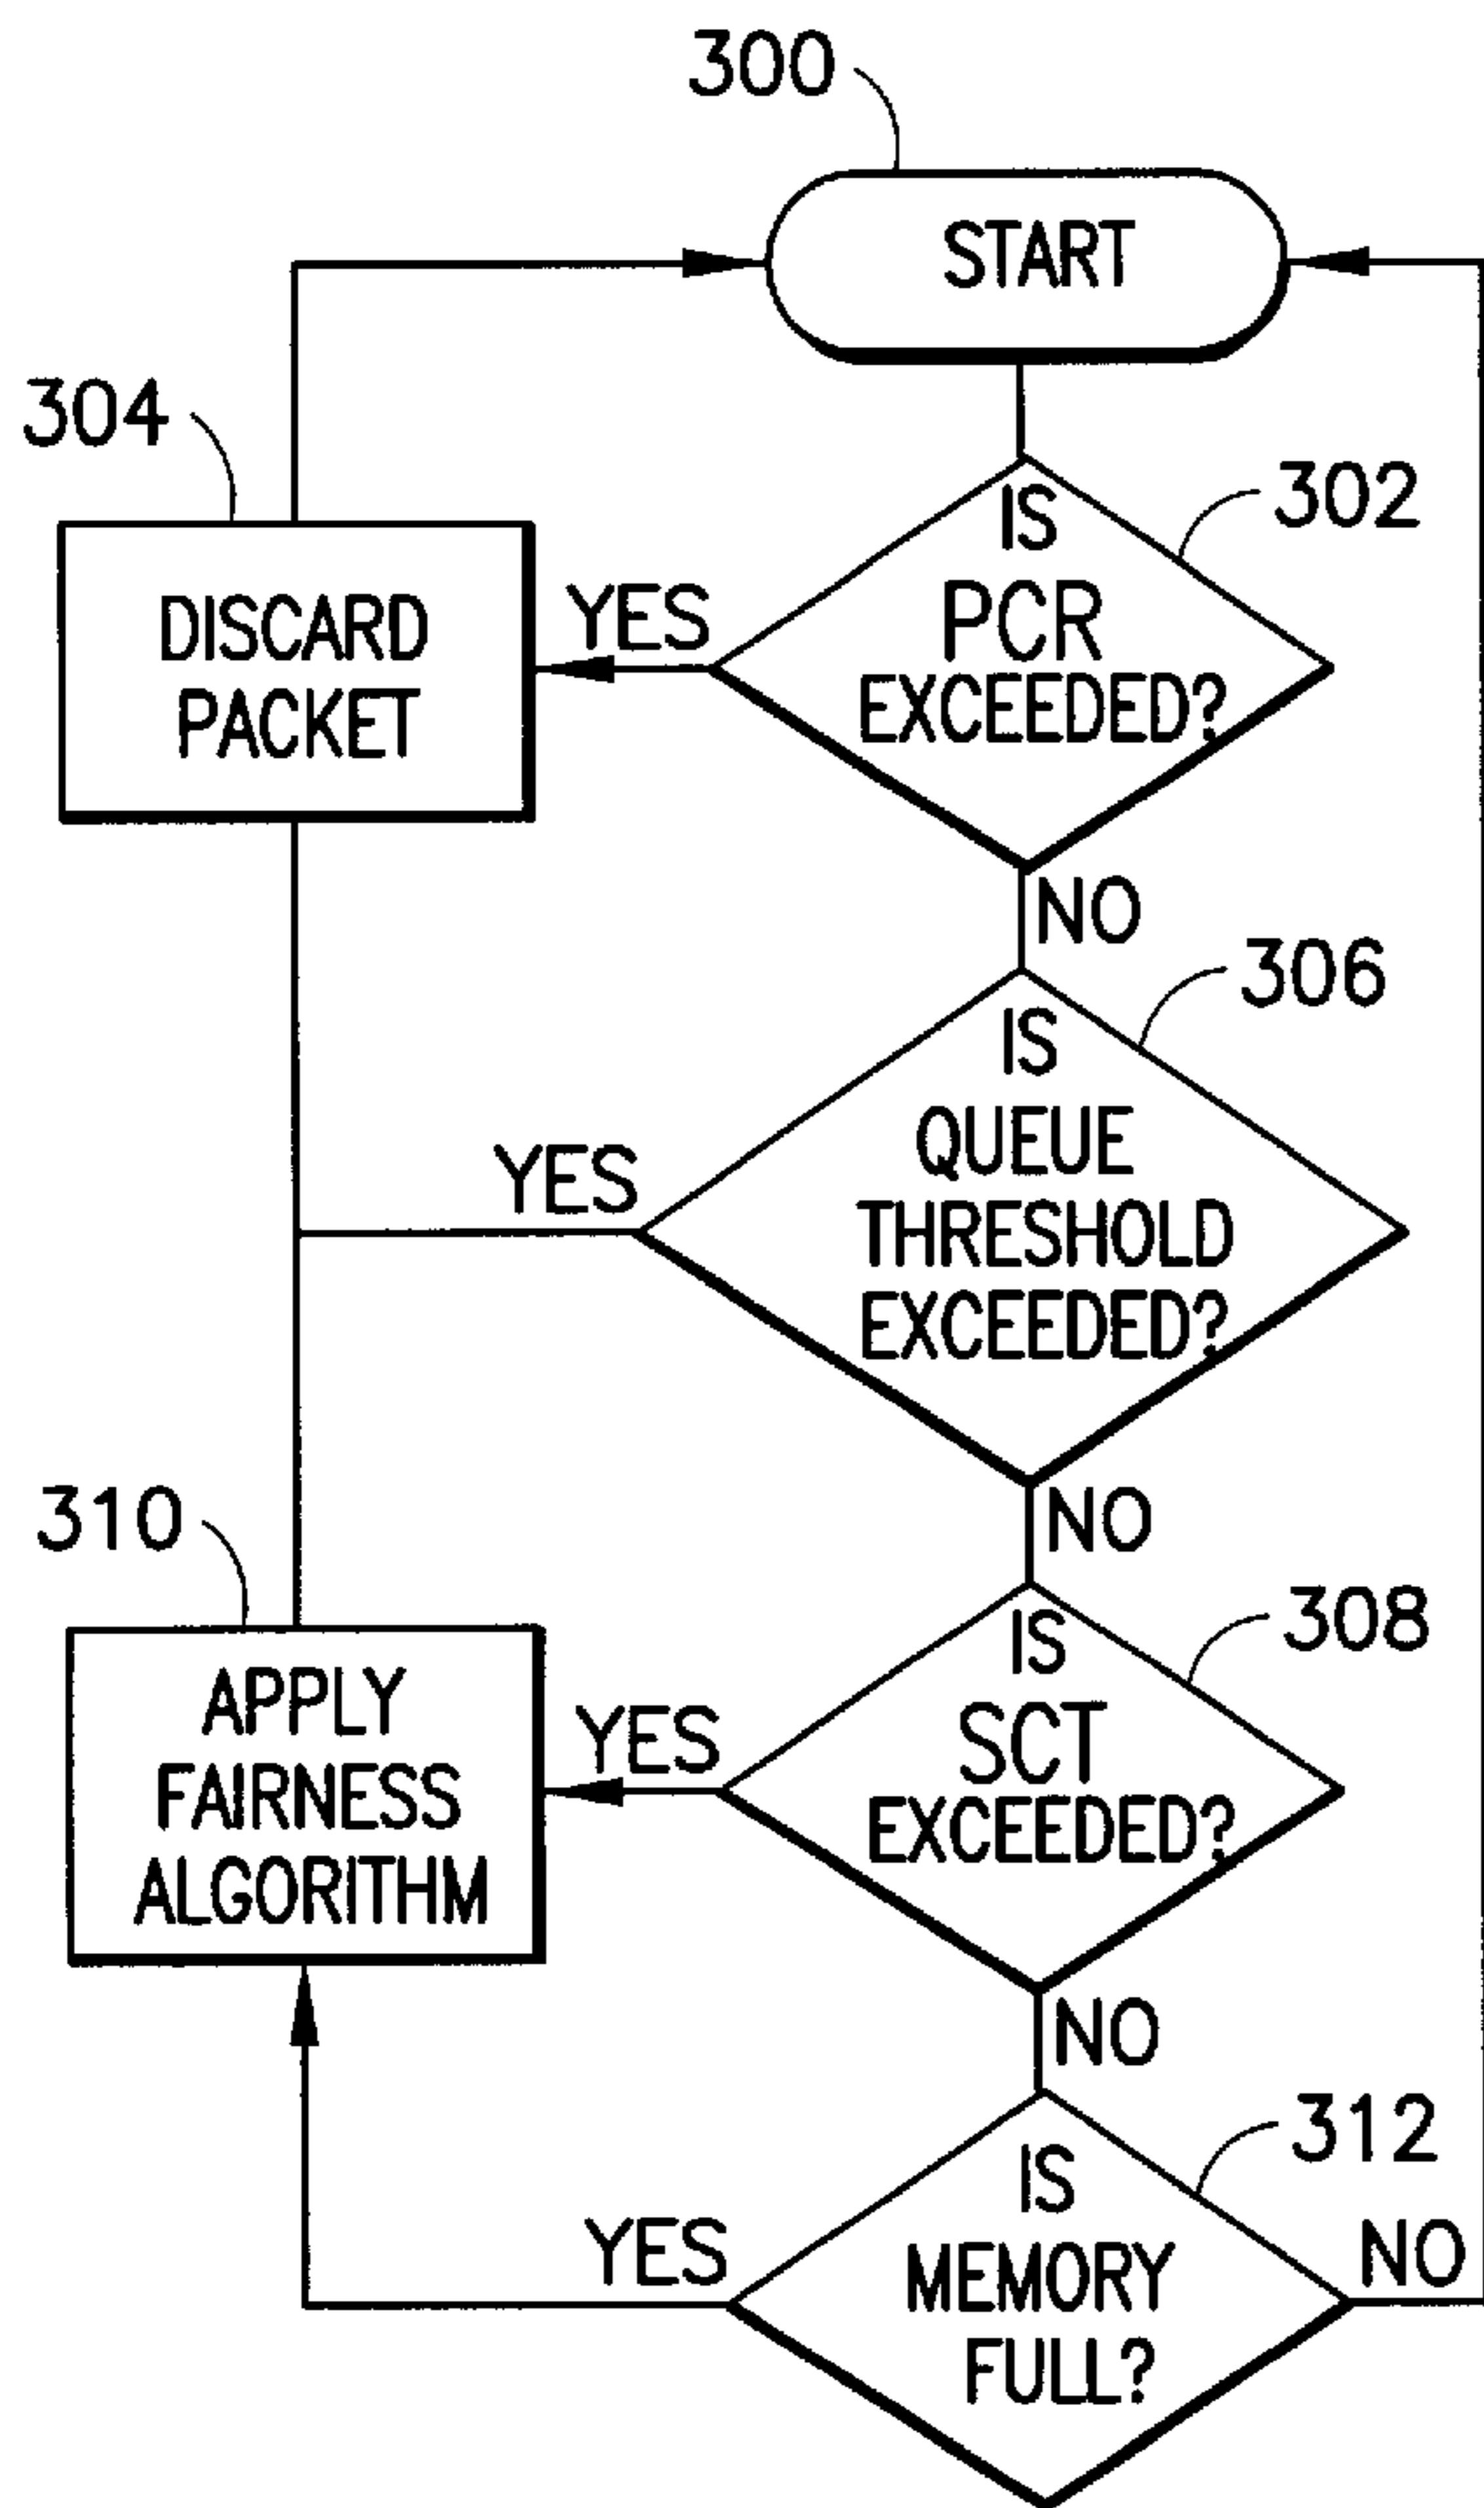 300
START
304
302
IS
PCR
EXCEEDED?
YES
DISCARD
PACKET
NO
306
IS
QUEUE
THRESHOLD
EXCEEDED?
YES
NO
310
308
IS
SCT
EXCEEDED?
YES
APPLY
FAIRNESS
ALGORITHM
NO
312
IS
MEMORY
FULL?
YES
NO